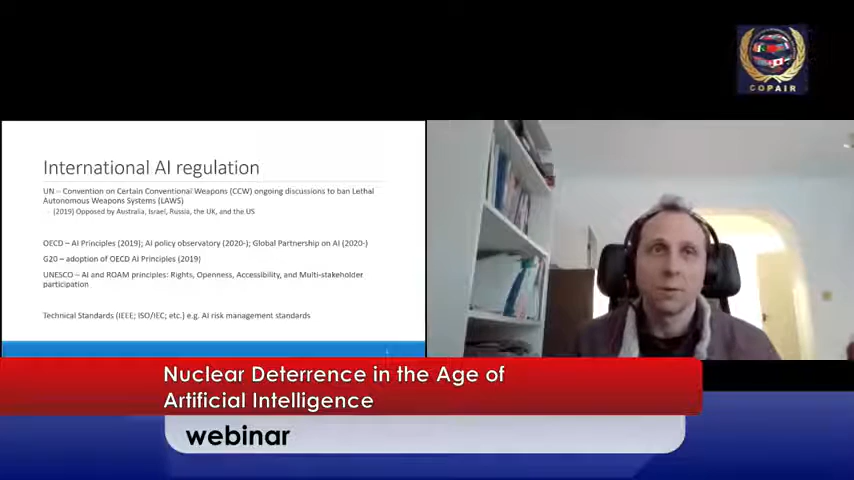 COPAIR
International AI regulation
UN – Convention on Certain Conventional Weapons (CCW) ongoing discussions to ban Lethal
Autonomous Weapons Systems (LAWS)
(2019) Opposed by Australia, Israel, Russia, the UK, and the US
OECD – AI Principles (2019); AI policy observatory (2020-); Global Partnership on AI (2020-)
G20 – adoption of OECD AI Principles (2019)
UNESCO – AI and ROAM principles: Rights, Openness, Accessibility, and Multi-stakeholder
participation
Technical Standards (IEEE; ISO/IEC; etc.) e.g. AI risk management standards
Nuclear Deterrence in the Age of
Artificial Intelligence
webinar